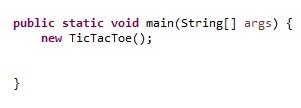 public static void main(String[] args) {
    new TicTacToe();
}